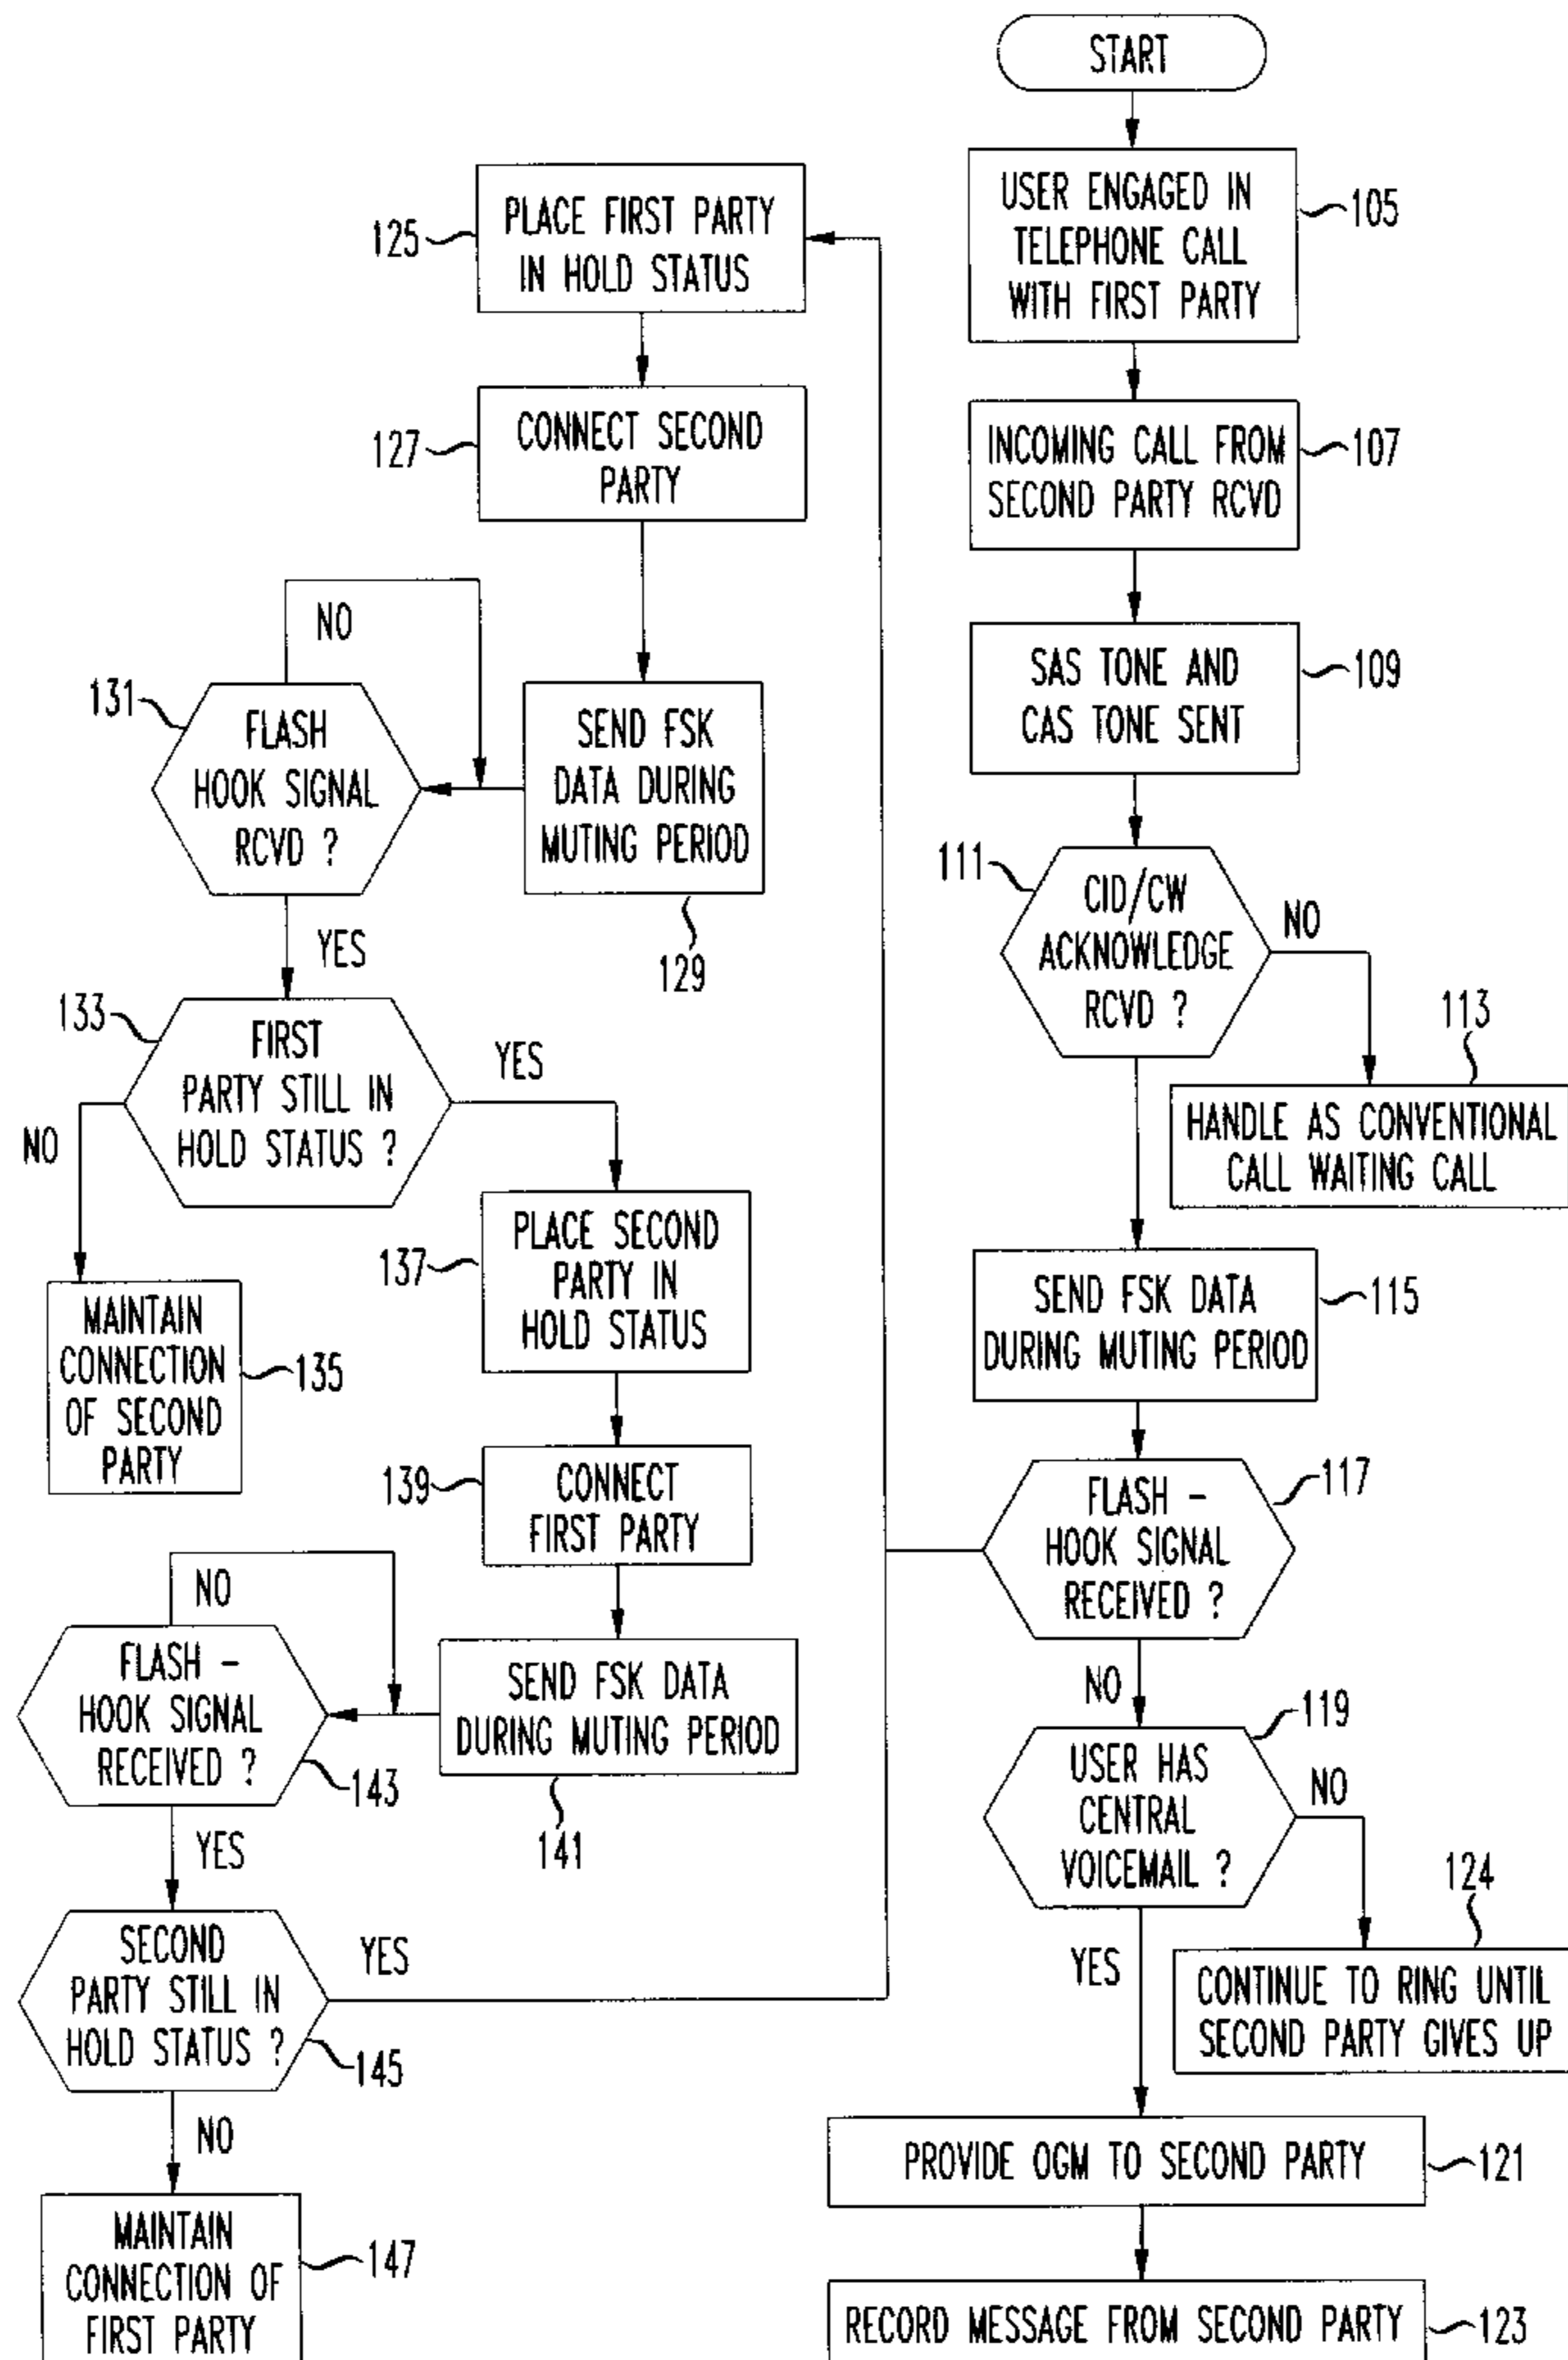 START
USER ENGAGED IN
TELEPHONE CALL
WITH FIRST PARTY
105
INCOMING CALL FROM
SECOND PARTY RCVD
107
SAS TONE AND
CAS TONE SENT
109
111
CID/CW
ACKNOWLEDGE
RCVD ?
NO
113
HANDLE AS CONVENTIONAL
CALL WAITING CALL
SEND FSK DATA
DURING MUTING PERIOD
115
FLASH -
HOOK SIGNAL
RECEIVED ?
117
NO
119
USER HAS
CENTRAL
VOICEMAIL ?
NO
124
CONTINUE TO RING UNTIL
SECOND PARTY GIVES UP
YES
PROVIDE OGM TO SECOND PARTY
121
RECORD MESSAGE FROM SECOND PARTY
123
125
PLACE FIRST PARTY
IN HOLD STATUS
127
CONNECT SECOND
PARTY
SEND FSK
DATA DURING
MUTING PERIOD
129
NO
131
FLASH
HOOK SIGNAL
RCVD ?
YES
133
FIRST
PARTY STILL IN
HOLD STATUS ?
NO
YES
MAINTAIN
CONNECTION
OF SECOND
PARTY
135
137
PLACE SECOND
PARTY IN
HOLD STATUS
139
CONNECT
FIRST PARTY
SEND FSK DATA
DURING MUTING PERIOD
141
NO
FLASH -
HOOK SIGNAL
RECEIVED ?
143
YES
SECOND
PARTY STILL IN
HOLD STATUS ?
145
YES
NO
MAINTAIN
CONNECTION OF
FIRST PARTY
147